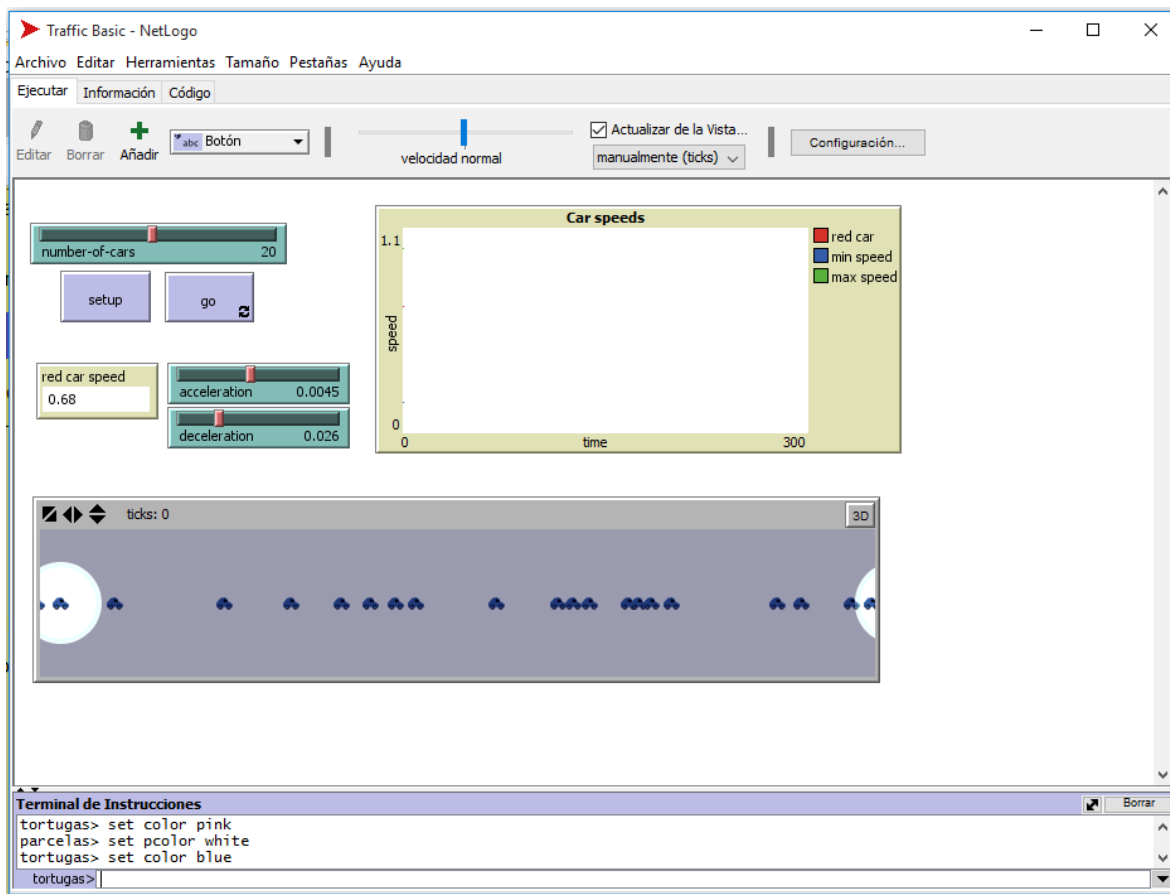 Traffic Basic - NetLogo
Archivo Editar Herramientas Tamaño Pestañas Ayuda
Ejecutar Información Código
Editar Borrar Añadir abc Botón velocidad normal Actualizar de la Vista... manualmente (ticks) Configuración...
number-of-cars 20
setup go
red car speed
0.68
acceleration 0.0045
deceleration 0.026
Car speeds
1.1
speed
0
0 time 300
red car
min speed
max speed
ticks: 0 3D
Terminal de Instrucciones Borrar
tortugas> set color pink
parcelas> set pcolor white
tortugas> set color blue
tortugas>